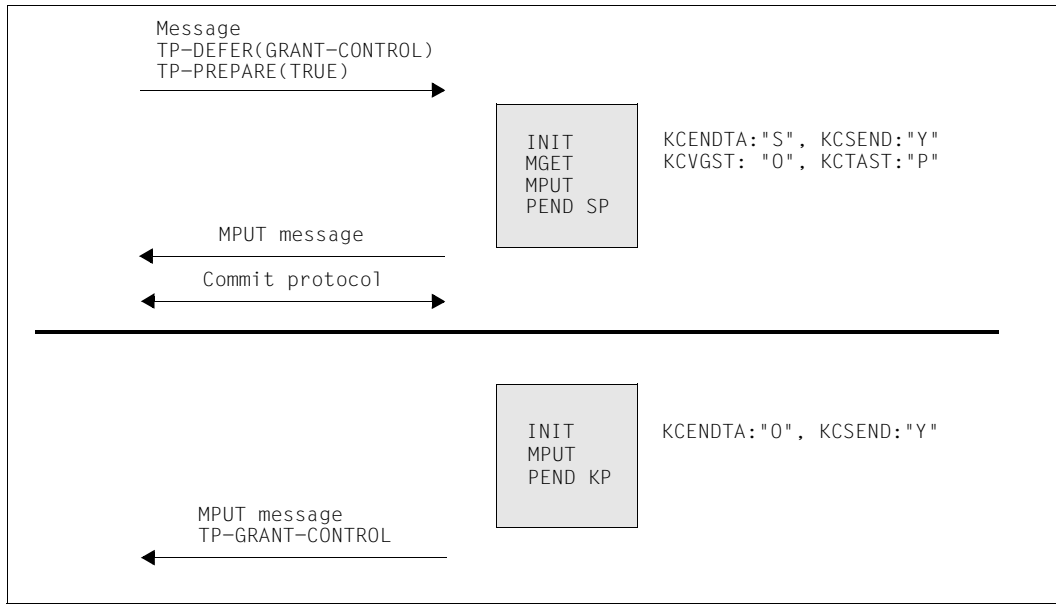 Message
TP-DEFER(GRANT-CONTROL)
TP-PREPARE(TRUE)
INIT
MGET
MPUT
PEND SP
KCENDTA:"S", KCSEND:"Y"
KCVGST: "O", KCTAST:"P"
MPUT message
Commit protocol
INIT
MPUT
PEND KP
KCENDTA:"O", KCSEND:"Y"
MPUT message
TP-GRANT-CONTROL